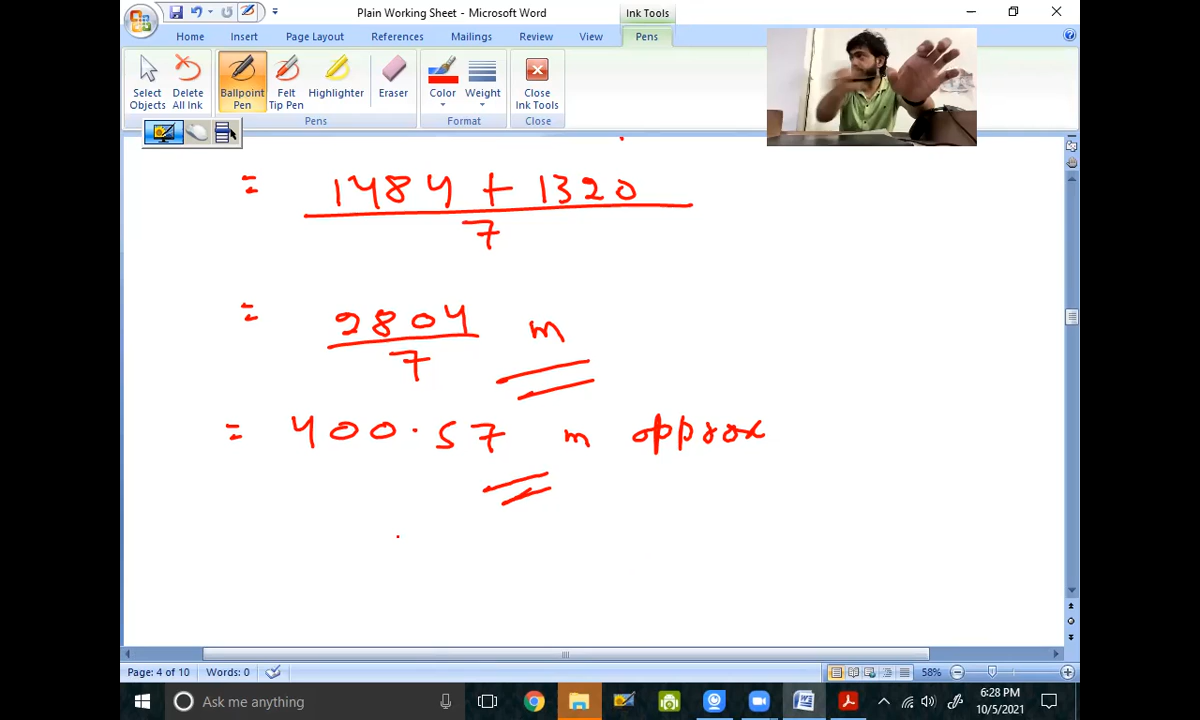 Plain Working Sheet - Microsoft Word
Ink Tools
Home Insert Page Layout References Mailings Review View Pens
Select Objects
Delete All Ink
Ballpoint Pen
Felt Tip Pen
Highlighter
Eraser
Color
Weight
Close Ink Tools
Pens
Format
Close
= 1484 + 1320
7
= 2804 m
7
= 400.57 m approx
Page: 4 of 10 Words: 0 58%
Ask me anything
6:28 PM
10/5/2021